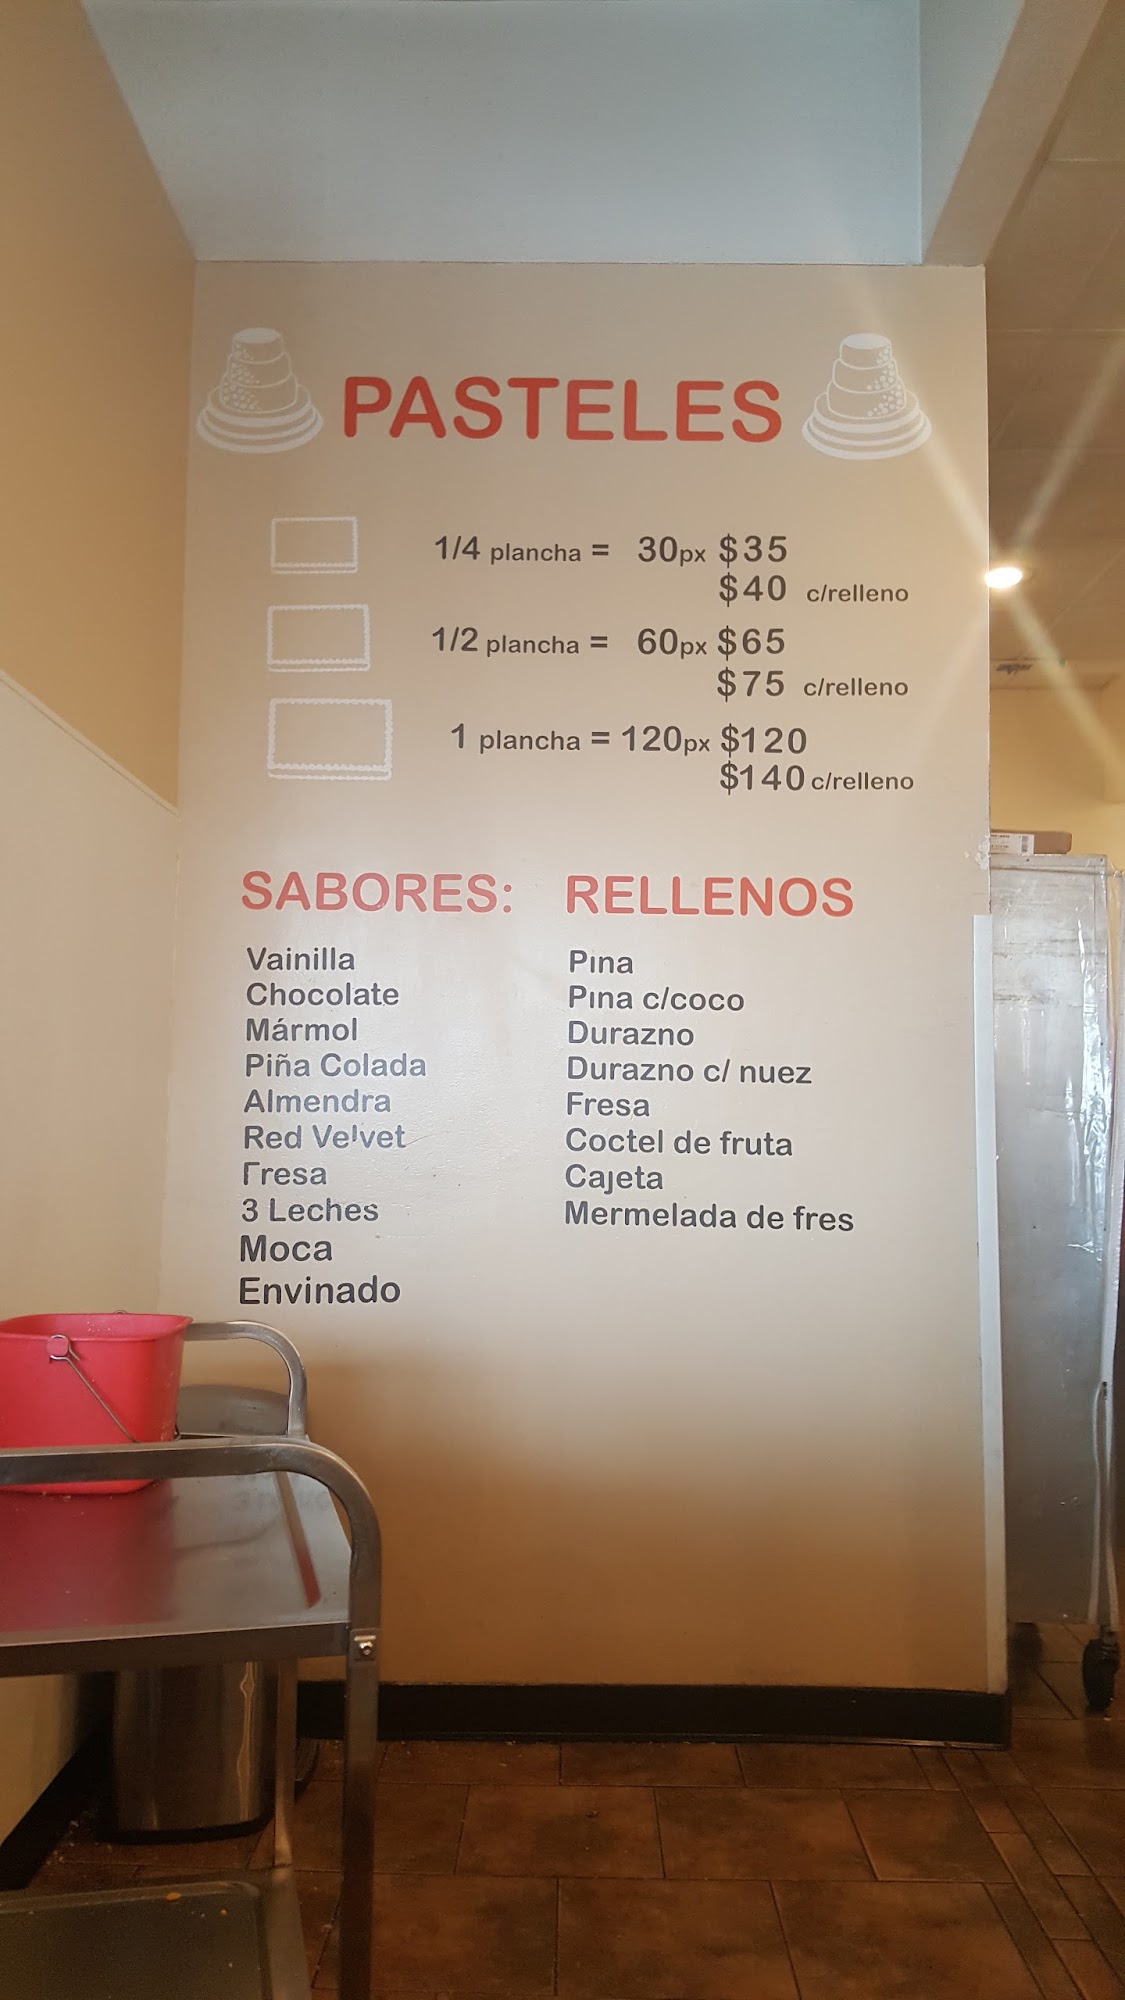 PASTELES
1/4 plancha = 30px $35
$40 c/relleno
1/2 plancha = 60px $65
$75 c/relleno
1 plancha = 120px $120
$140 c/relleno
SABORES:
Vainilla
Chocolate
Mármol
Piña Colada
Almendra
Red Velvet
Fresa
3 Leches
Moca
Envinado
RELLENOS
Pina
Pina c/coco
Durazno
Durazno c/ nuez
Fresa
Coctel de fruta
Cajeta
Mermelada de fres